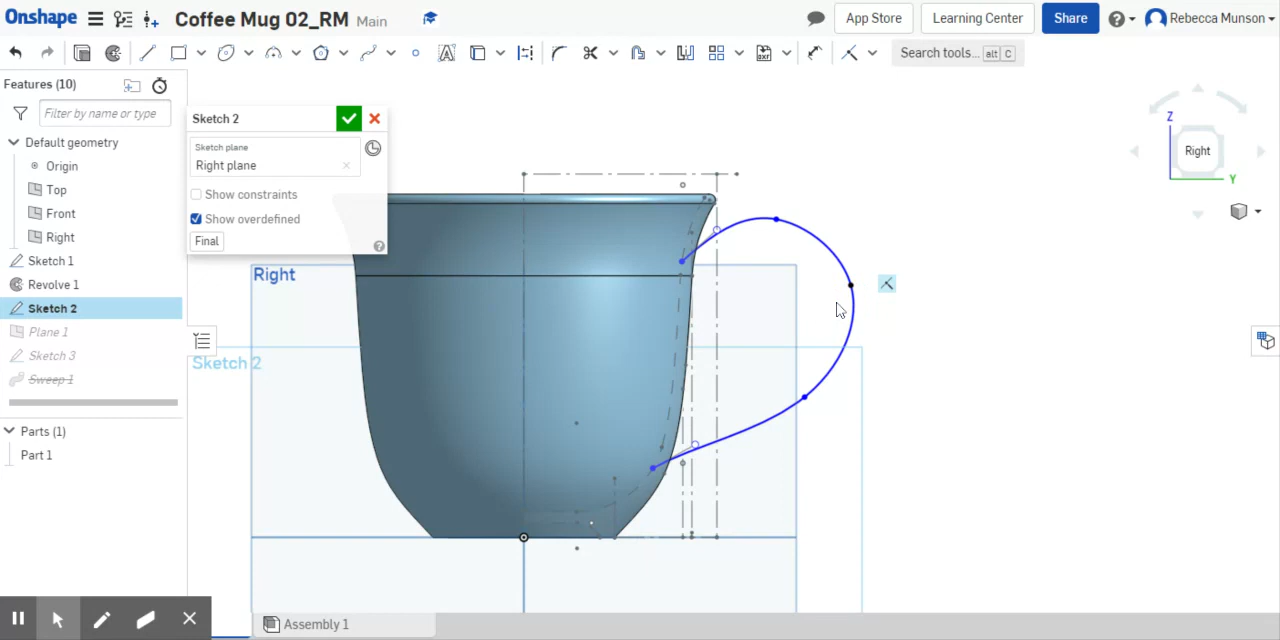 Onshape
Coffee Mug 02_RM Main
App Store
Learning Center
Share
Rebecca Munson
Search tools... alt C
Features (10)
Filter by name or type
Default geometry
Origin
Top
Front
Right
Sketch 1
Revolve 1
Sketch 2
Plane 1
Sketch 3
Sweep 1
Parts (1)
Part 1
Sketch 2
Sketch plane
Right plane
Show constraints
Show overdefined
Final
Right
Sketch 2
Z
Right
Y
Assembly 1